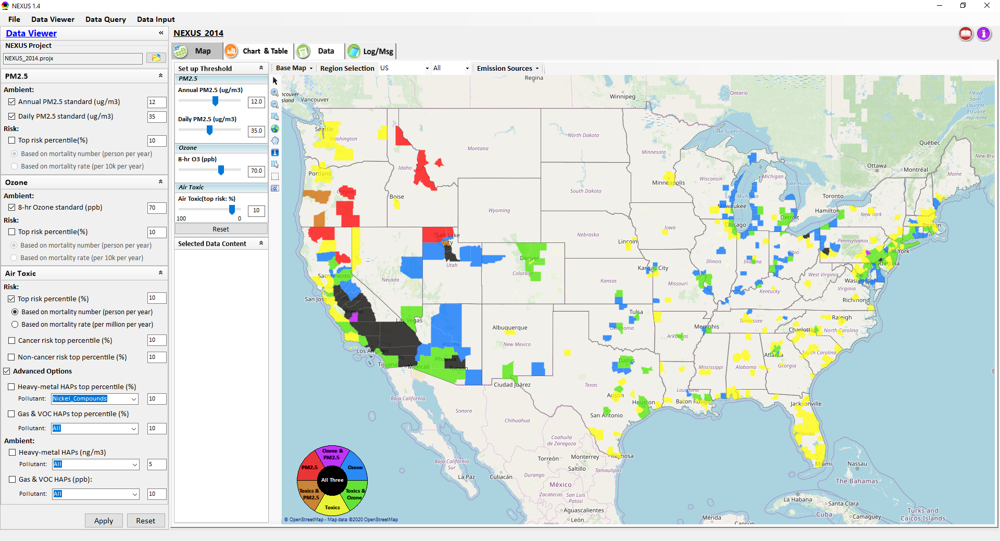 NEXUS 1.4
File Data Viewer Data Query Data Input
Data Viewer «
NEXUS Project
NEXUS_2014.projx
PM2.5
Ambient:
Annual PM2.5 standard (ug/m3) 12
Daily PM2.5 standard (ug/m3) 35
Risk:
Top risk percentile(%) 10
Based on mortality number (person per year)
Based on mortality rate (per 10k per year)
Ozone
Ambient:
8-hr Ozone standard (ppb) 70
Risk:
Top risk percentile(%) 10
Based on mortality number (person per year)
Based on mortality rate (per 10k per year)
Air Toxic
Risk:
Top risk percentile (%) 10
Based on mortality number (person per year)
Based on mortality rate (per million per year)
Cancer risk top percentile (%) 10
Non-cancer risk top percentile (%) 10
Advanced Options
Heavy-metal HAPs top percentile (%)
Pollutant: Nickel_Compounds 10
Gas & VOC HAPs top percentile (%)
Pollutant: All 10
Ambient:
Heavy-metal HAPs (ng/m3)
Pollutant: All 5
Gas & VOC HAPs (ppb):
Pollutant: All 10
Apply Reset
NEXUS_2014
Map Chart & Table Data Log/Msg
Set up Threshold
PM2.5
Annual PM2.5 (ug/m3)
12.0
Daily PM2.5 (ug/m3)
35.0
Ozone
8-hr O3 (ppb)
70.0
Air Toxic
Air Toxic(top risk: %)
10
100 0
Reset
Selected Data Content
Base Map Region Selection US All Emission Sources
Regina
Winnipeg
Ontario
Fleuve
Saint-
Laurent,
Estuaire
maritime
ncouver
sland
Vancouver
Seattle
Washington
Lake Superior
North Dakota
Montana
Minnesota
Québec
New Bru
Idaho
Portland
Ottawa
Montréal
Maine
Minneapolis
Wisconsin
Michigan
Lake Huron
Oregon
Boise
South Dakota
Lake Michigan
Toronto
Milwaukee
Hamilton
New York
Wyoming
Detroit
Chicago
Boston
Iowa
Salt Lake
City
Nebraska
Lincoln
Pennsylvania
New York
Denver
Utah
Colorado
Illinois
Indiana
Ohio
Philadelphia
Kansas City
Sacramento
Nevada
Kansas
Missouri
West Virginia
Washington
Virginia
Kentucky
San Jose
California
Richmond
Fresno
Las Vegas
Tulsa
Raleigh
Tennessee
Albuquerque
Oklahoma
Memphis
Charlotte
North Carolina
Arkansas
New Mexico
Arizona
Los Angeles
Phoenix
Dallas
Atlanta
South Carolina
Tijuana
Mexicali
Tucson
Mississippi
Alabama
Georgia
Ciudad Juárez
Texas
Louisiana
Baja California
Austin
Houston
Baton Rouge
Jacksonville
Sonora
San Antonio
Chihuahua
Florida
Coahuila
de Zaragoza
Baja California
Sur
Torreón
Monterrey
Reynosa
Saltillo
Miami
Nassau
La Paz
Culiacán
Durango
Tamaulipas
The Bahamas
México
Zacatecas
San Luis
Potosí
La Habana
Santa Clara
Aguascalientes
Cuba
Camagüey
Turks and
Caicos Islands
León
Jalisco
Mérida
Cancún
Ozone &
PM2.5
PM2.5
Ozone
All Three
Toxics &
PM2.5
Toxics &
Ozone
Toxics
© OpenStreetMap - Map data ©2020 OpenStreetMap